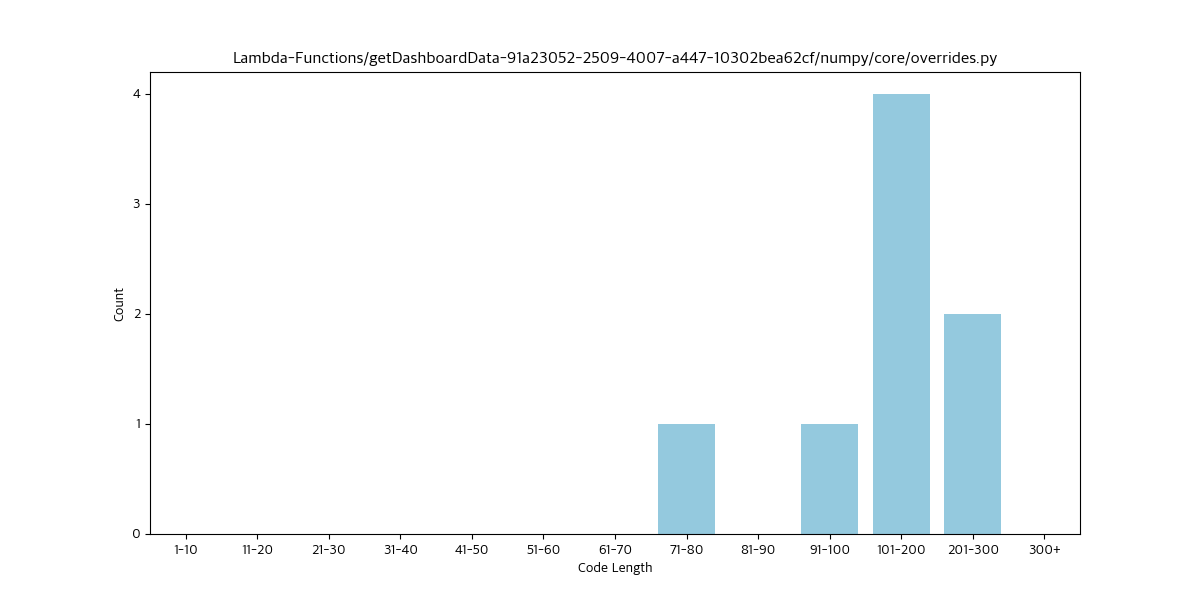 Lambda-Functions/getDashboardData-91a23052-2509-4007-a447-10302bea62cf/numpy/core/overrides.py
4
3
2
1
0
Count
1-10 11-20 21-30 31-40 41-50 51-60 61-70 71-80 81-90 91-100 101-200 201-300 300+
Code Length